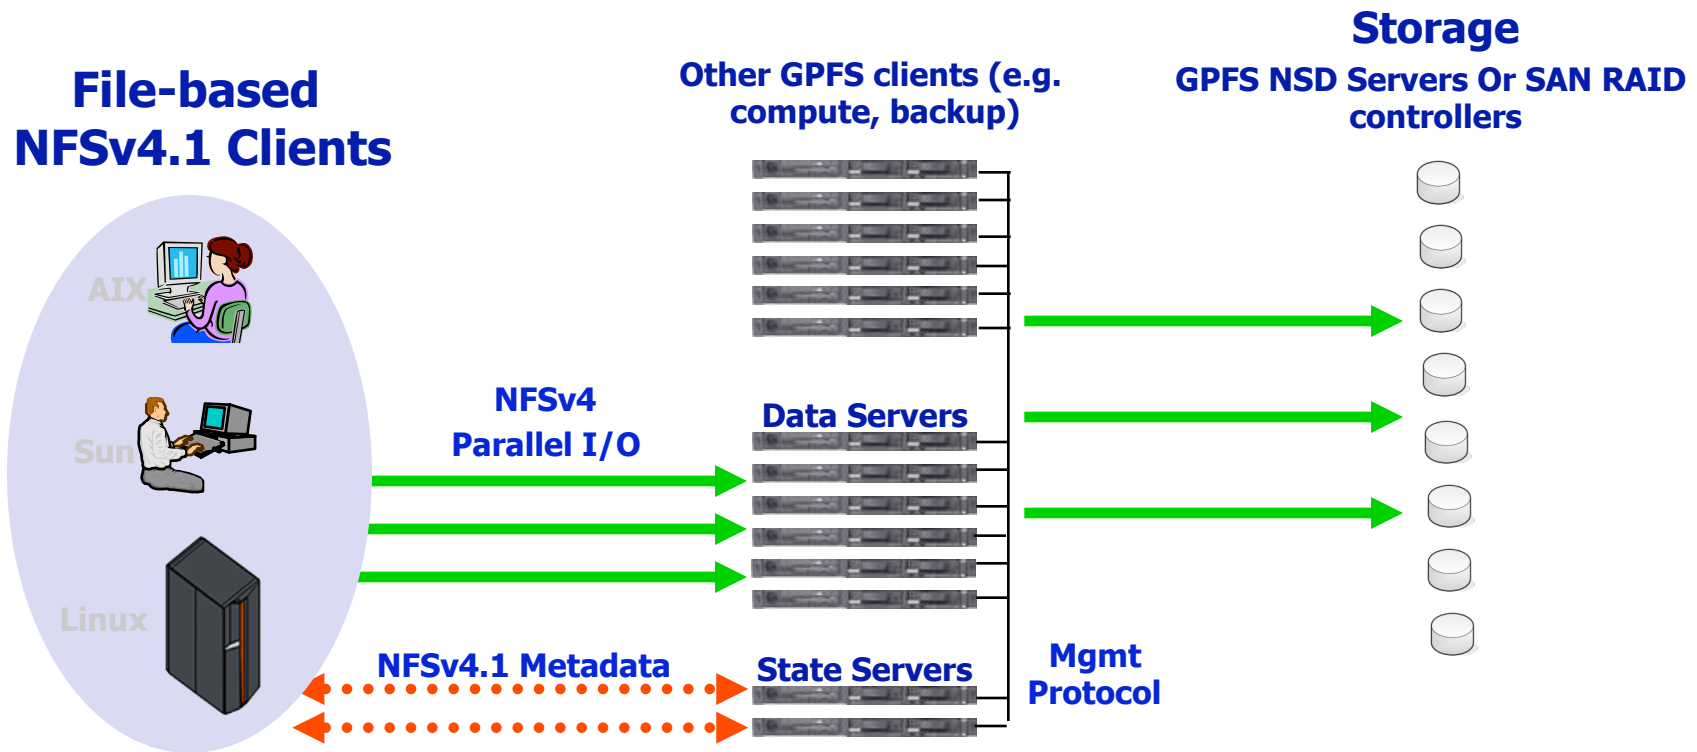 File-based
NFSv4.1 Clients
AIX
Sun
Linux
NFSv4
Parallel I/O
NFSv4.1 Metadata
Other GPFS clients (e.g.
compute, backup)
Data Servers
State Servers
Mgmt
Protocol
Storage
GPFS NSD Servers Or SAN RAID
controllers